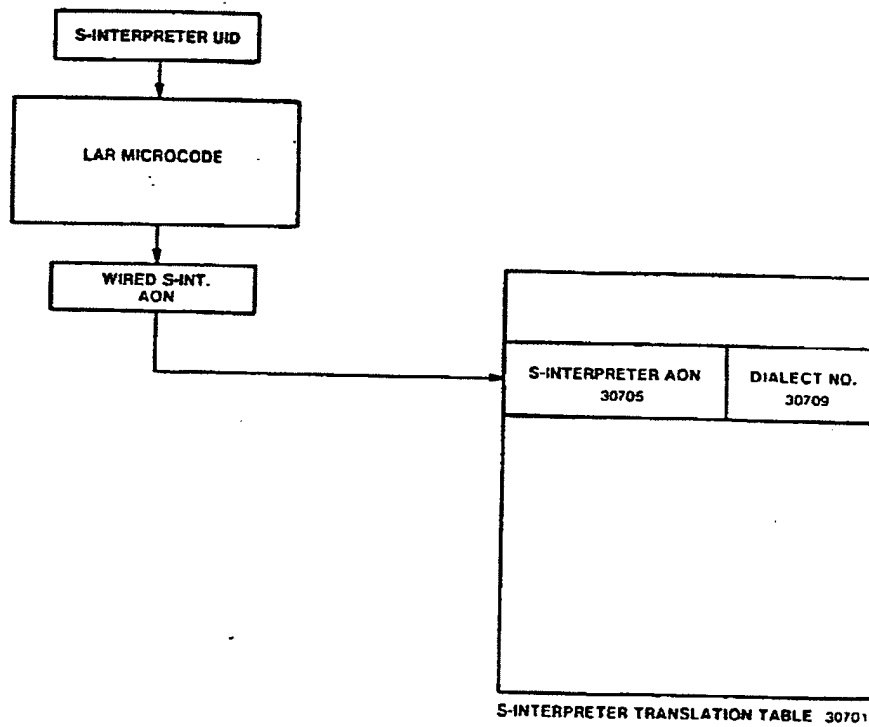 S-INTERPRETER UID
LAR MICROCODE
WIRED S-INT.
AON
S-INTERPRETER AON
30705
DIALECT NO.
30709
S-INTERPRETER TRANSLATION TABLE 30701